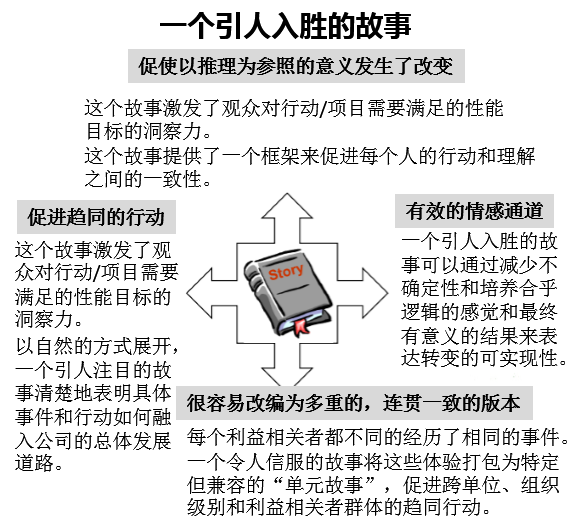 一个引人入胜的故事
促使以推理为参照的意义发生了改变
这个故事激发了观众对行动/项目需要满足的性能
目标的洞察力。
这个故事提供了一个框架来促进每个人的行动和理解
之间的一致性。
促进趋同的行动
这个故事激发了观
众对行动/项目需要
满足的性能目标的
洞察力。
以自然的方式展开，
一个引人注目的故
事清楚地表明具体
事件和行动如何融
入公司的总体发展
道路。
Story
有效的情感通道
一个引人入胜的故
事可以通过减少不
确定性和培养合乎
逻辑的感觉和最终
有意义的结果来表
达转变的可实现性。
很容易改编为多重的，连贯一致的版本
每个利益相关者都不同的经历了相同的事件。
一个令人信服的故事将这些体验打包为特定
但兼容的“单元故事”，促进跨单位、组织
级别和利益相关者群体的趋同行动。